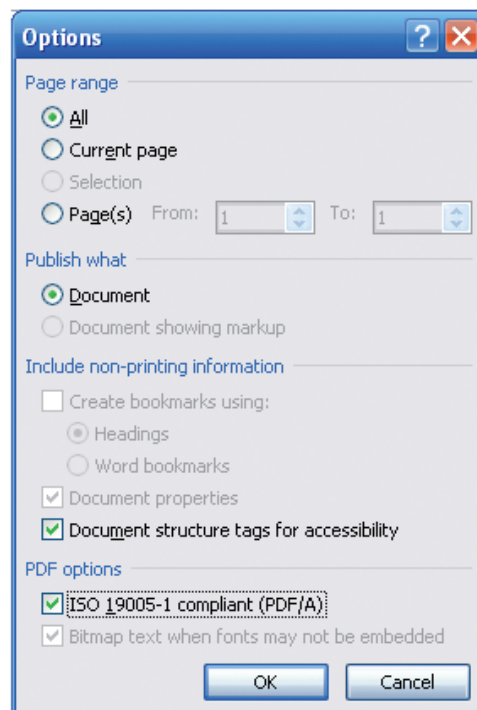 Options
Page range
All
Current page
Selection
Page(s) From: 1 To: 1
Publish what
Document
Document showing markup
Include non-printing information
Create bookmarks using:
Headings
Word bookmarks
Document properties
Document structure tags for accessibility
PDF options
ISO 19005-1 compliant (PDF/A)
Bitmap text when fonts may not be embedded
OK Cancel